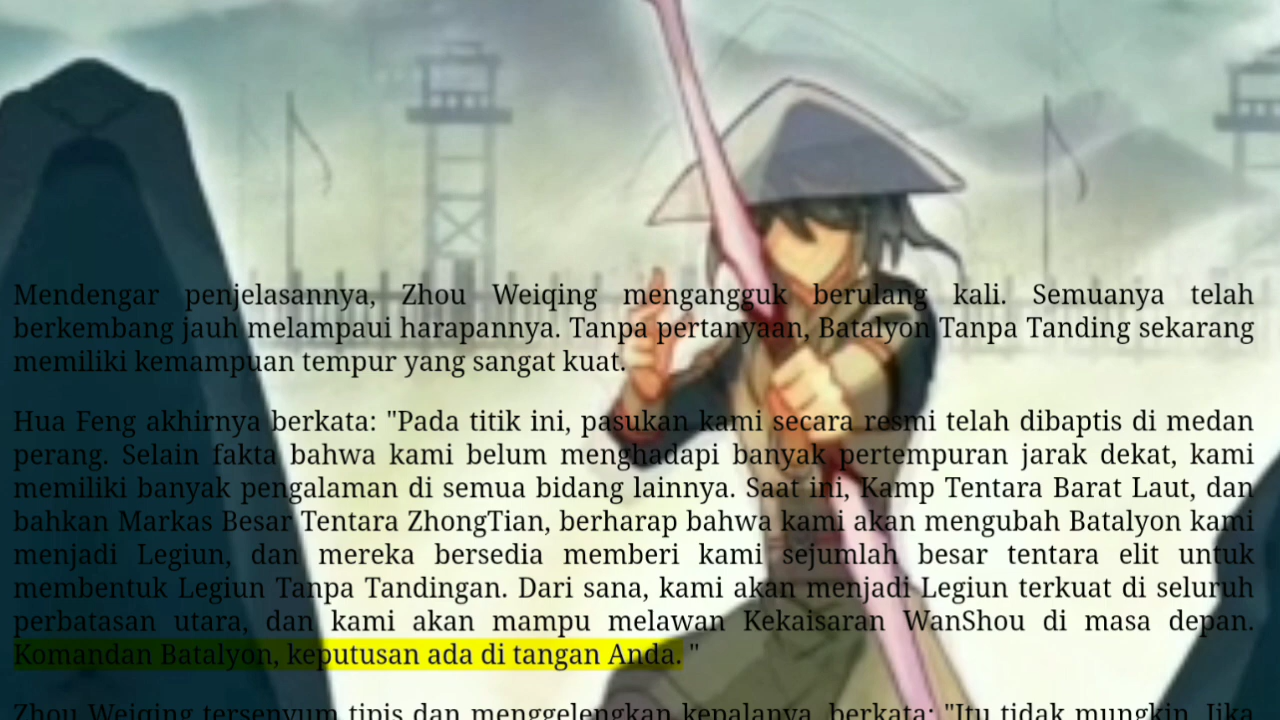 Mendengar penjelasannya, Zhou Weiqing mengangguk berulang kali. Semuanya telah
berkembang jauh melampaui harapannya. Tanpa pertanyaan, Batalyon Tanpa Tanding sekarang
memiliki kemampuan tempur yang sangat kuat.
Hua Feng akhirnya berkata: "Pada titik ini, pasukan kami secara resmi telah dibaptis di medan
perang. Selain fakta bahwa kami belum menghadapi banyak pertempuran jarak dekat, kami
memiliki banyak pengalaman di semua bidang lainnya. Saat ini, Kamp Tentara Barat Laut, dan
bahkan Markas Besar Tentara ZhongTian, berharap bahwa kami akan mengubah Batalyon kami
menjadi Legiun, dan mereka bersedia memberi kami sejumlah besar tentara elit untuk
membentuk Legiun Tanpa Tandingan. Dari sana, kami akan menjadi Legiun terkuat di seluruh
perbatasan utara, dan kami akan mampu melawan Kekaisaran WanShou di masa depan.
Komandan Batalyon, keputusan ada di tangan Anda. "
Zhou Weiqing tersenyum tipis dan menggelengkan kepalanya, berkata: "Itu tidak mungkin. Jika